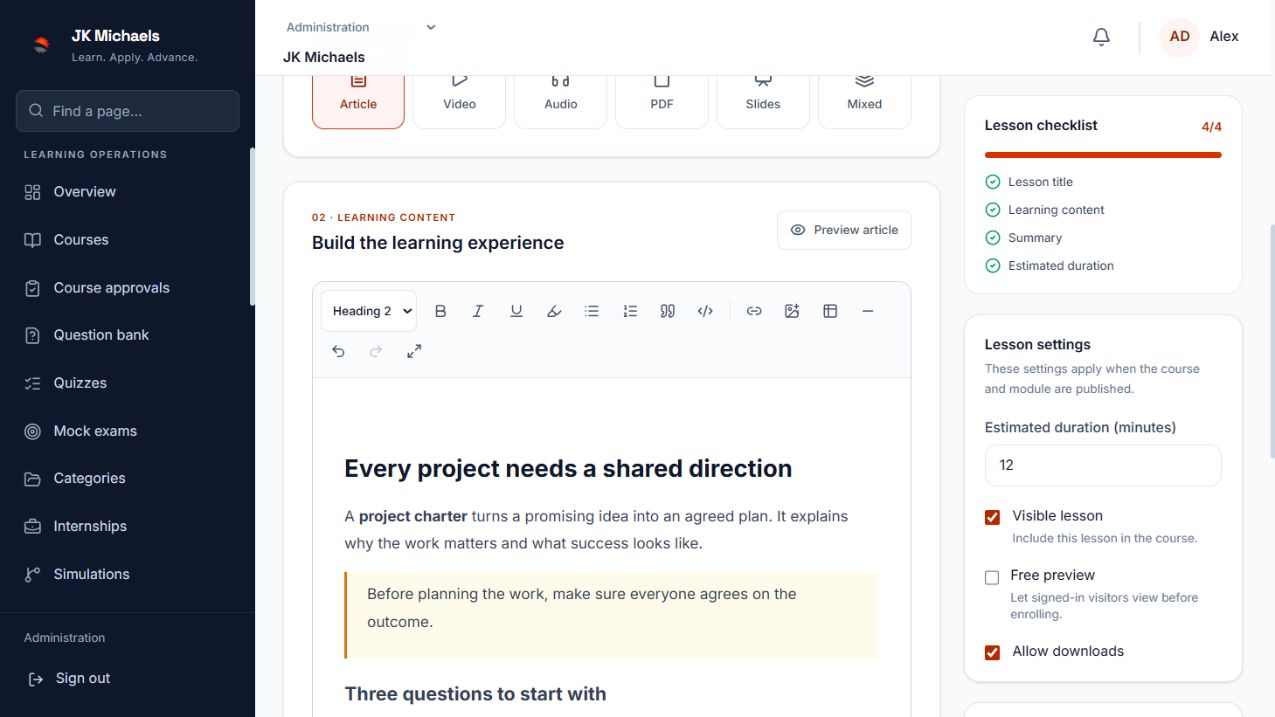 JK Michaels
Learn. Apply. Advance.
Find a page...
LEARNING OPERATIONS
Overview
Courses
Course approvals
Question bank
Quizzes
Mock exams
Categories
Internships
Simulations
Administration
Sign out
Administration
JK Michaels
AD
Alex
Article
Video
Audio
PDF
Slides
Mixed
02 · LEARNING CONTENT
Build the learning experience
Preview article
Heading 2
Every project needs a shared direction
A project charter turns a promising idea into an agreed plan. It explains
why the work matters and what success looks like.
Before planning the work, make sure everyone agrees on the
outcome.
Three questions to start with
Lesson checklist
4/4
Lesson title
Learning content
Summary
Estimated duration
Lesson settings
These settings apply when the course
and module are published.
Estimated duration (minutes)
12
Visible lesson
Include this lesson in the course.
Free preview
Let signed-in visitors view before
enrolling.
Allow downloads